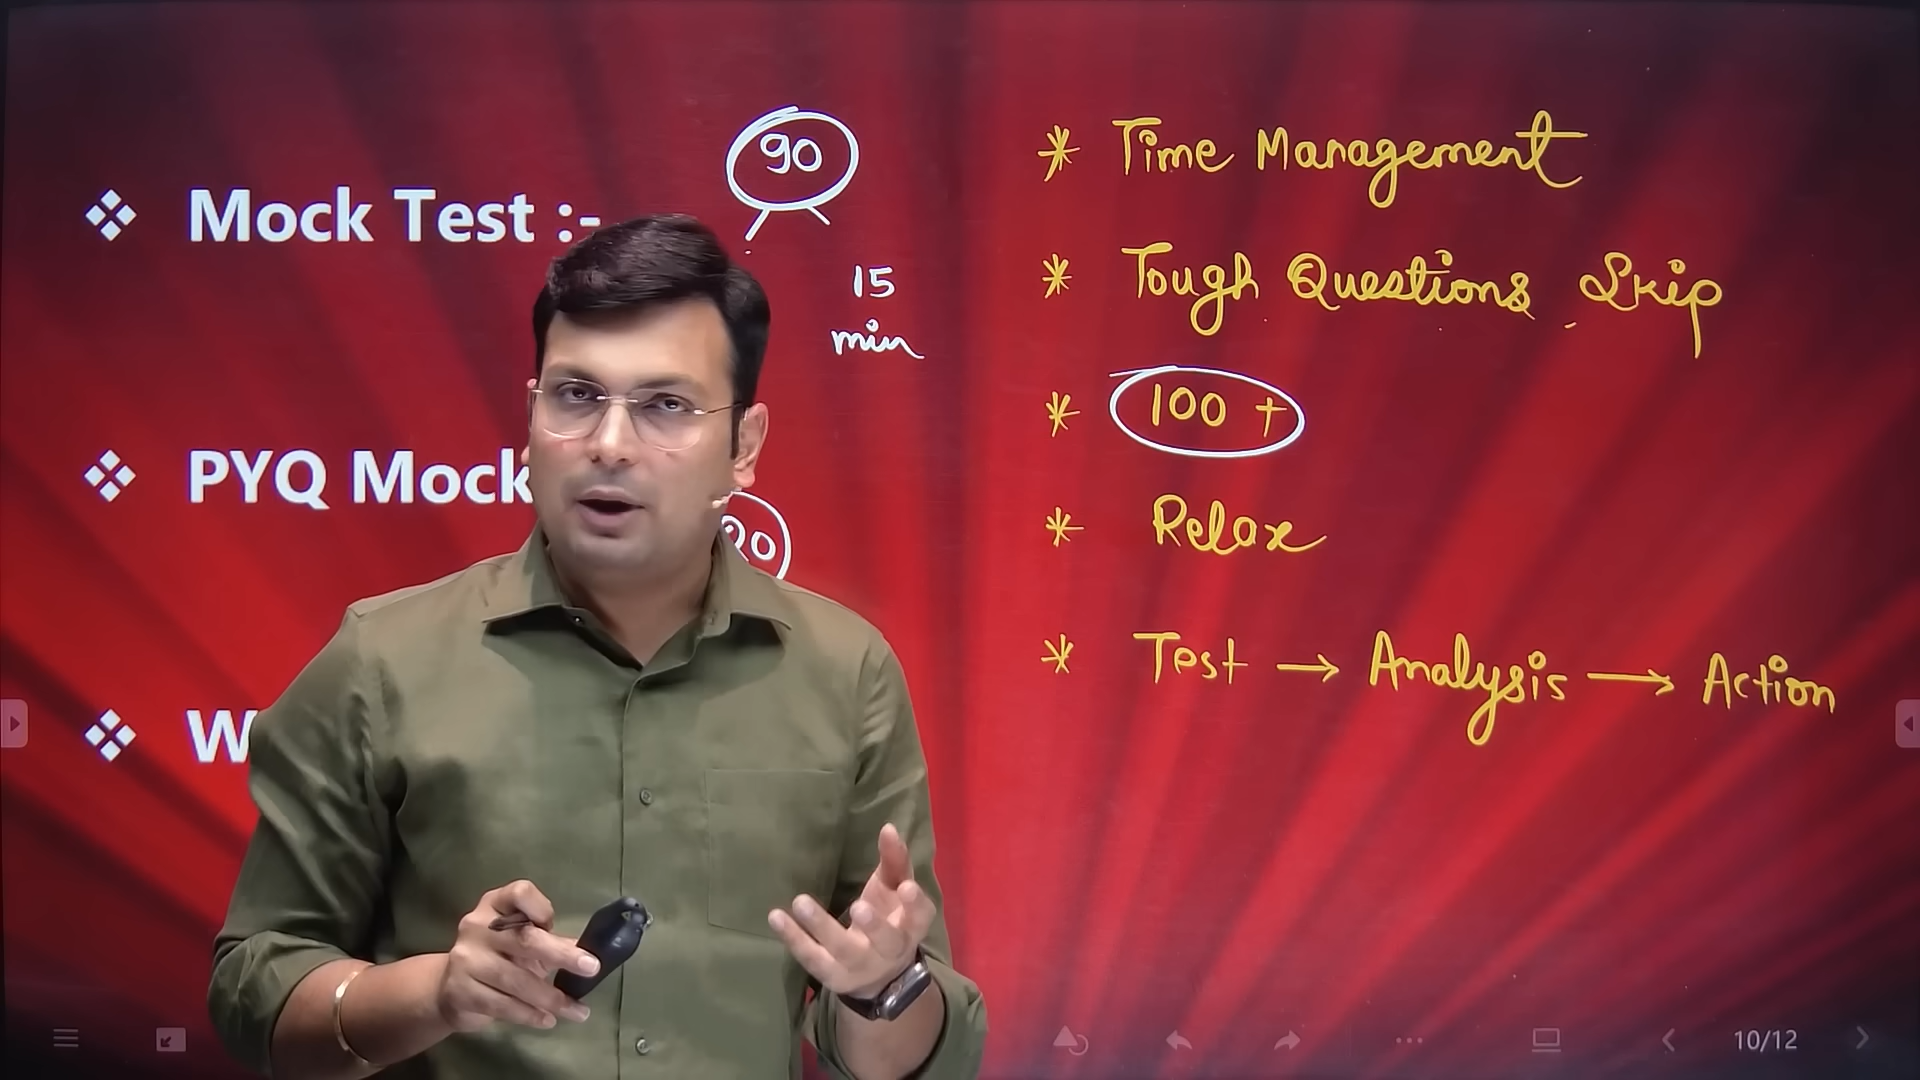 Mock Test :-
90
15
min
PYQ Mock
* Time Management
* Tough Questions Skip
* 100 +
* Relax
* Test → Analysis → Action
10/12